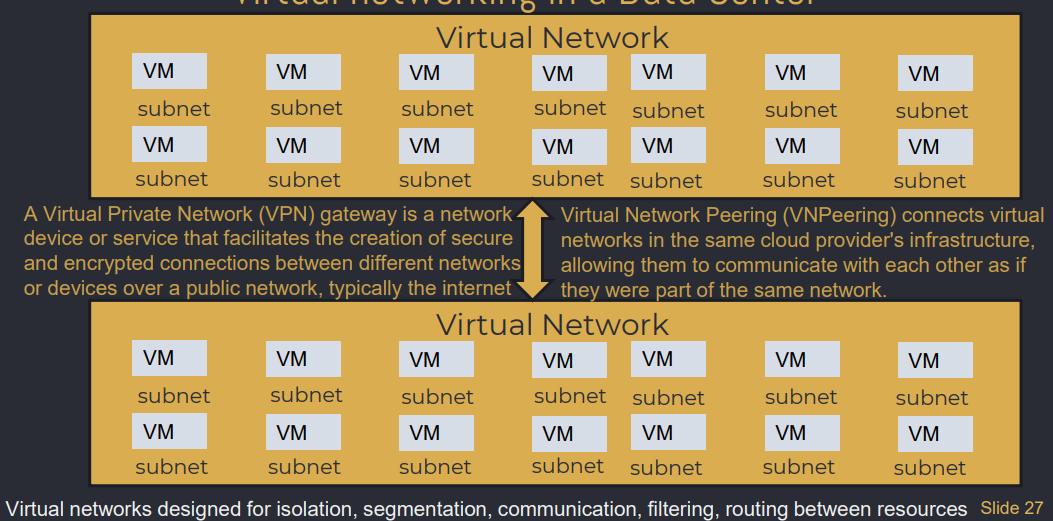 Virtual networking in a Data Center
Virtual Network
VM VM VM VM VM VM VM
subnet subnet subnet subnet subnet subnet subnet
VM VM VM VM VM VM VM
subnet subnet subnet subnet subnet subnet subnet
A Virtual Private Network (VPN) gateway is a network
device or service that facilitates the creation of secure
and encrypted connections between different networks
or devices over a public network, typically the internet
Virtual Network Peering (VNPeering) connects virtual
networks in the same cloud provider's infrastructure,
allowing them to communicate with each other as if
they were part of the same network.
Virtual Network
VM VM VM VM VM VM VM
subnet subnet subnet subnet subnet subnet subnet
VM VM VM VM VM VM VM
subnet subnet subnet subnet subnet subnet subnet
Virtual networks designed for isolation, segmentation, communication, filtering, routing between resources
Slide 27